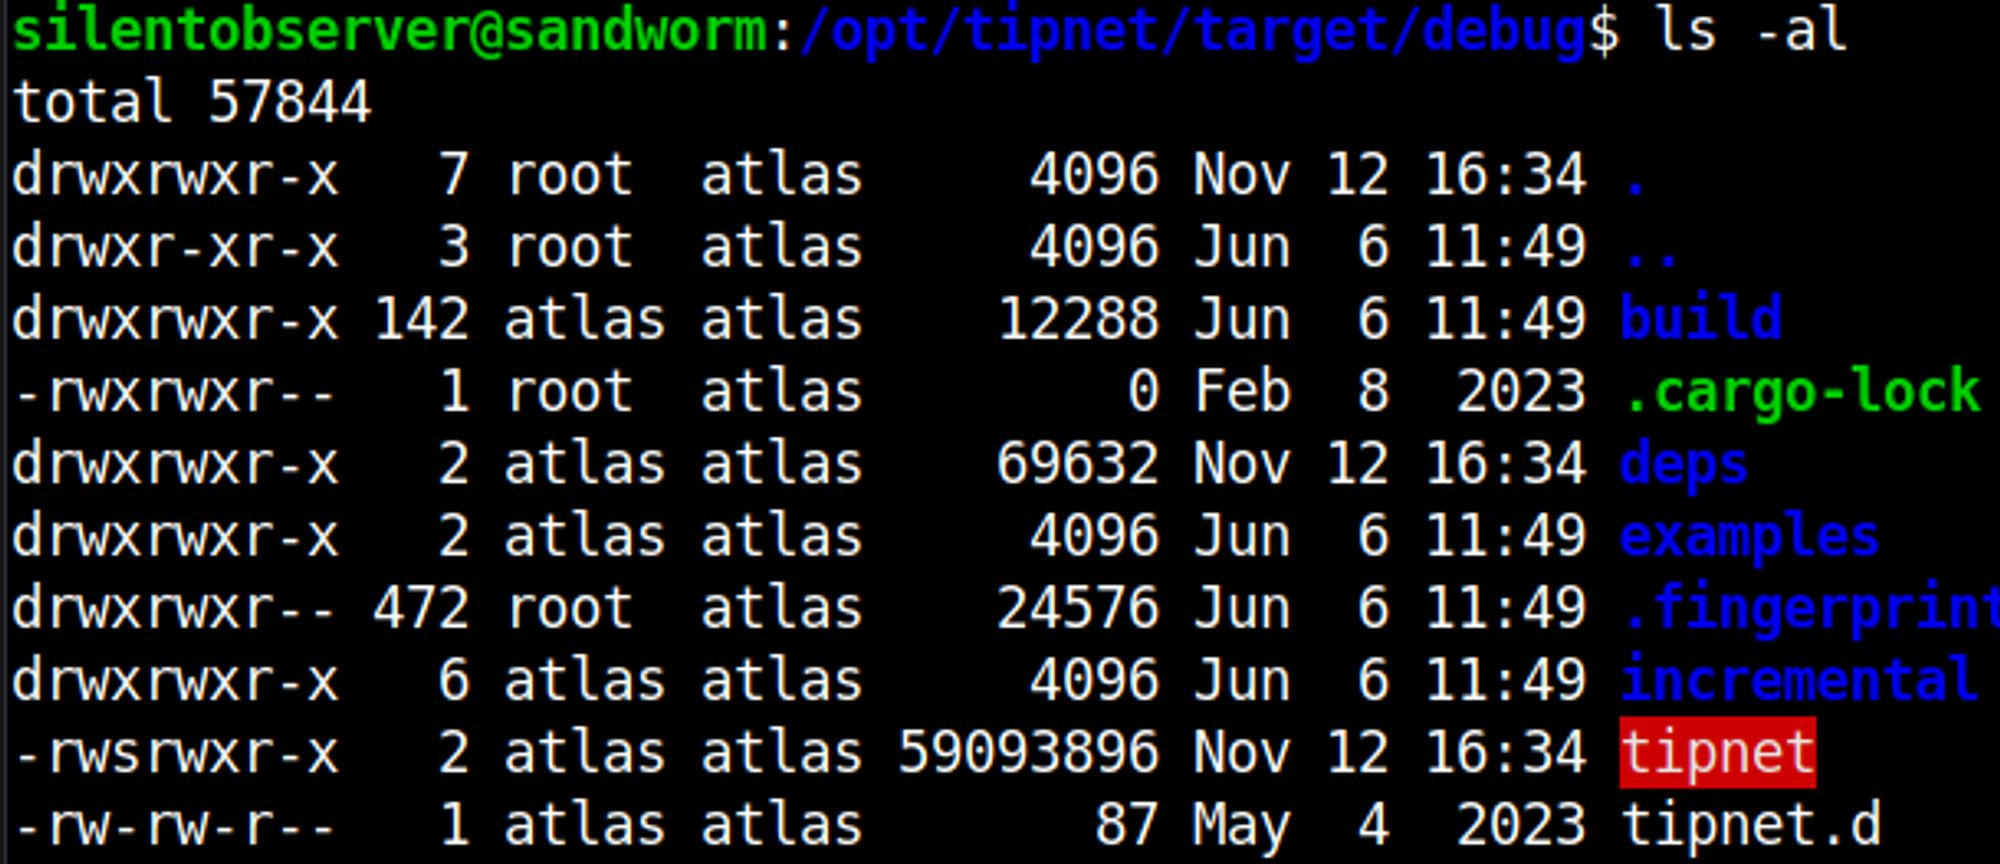 silentobserver@sandworm:/opt/tipnet/target/debug$ ls -al
total 57844
drwxrwxr-x   7 root  atlas     4096 Nov 12 16:34 .
drwxr-xr-x   3 root  atlas     4096 Jun  6 11:49 ..
drwxrwxr-x 142 atlas atlas    12288 Jun  6 11:49 build
-rwxrwxr--   1 root  atlas        0 Feb  8  2023 .cargo-lock
drwxrwxr-x   2 atlas atlas    69632 Nov 12 16:34 deps
drwxrwxr-x   2 atlas atlas     4096 Jun  6 11:49 examples
drwxrwxr-- 472 root  atlas    24576 Jun  6 11:49 .fingerprint
drwxrwxr-x   6 atlas atlas     4096 Jun  6 11:49 incremental
-rwsrwxr-x   2 atlas atlas 59093896 Nov 12 16:34 tipnet
-rw-rw-r--   1 atlas atlas       87 May  4  2023 tipnet.d